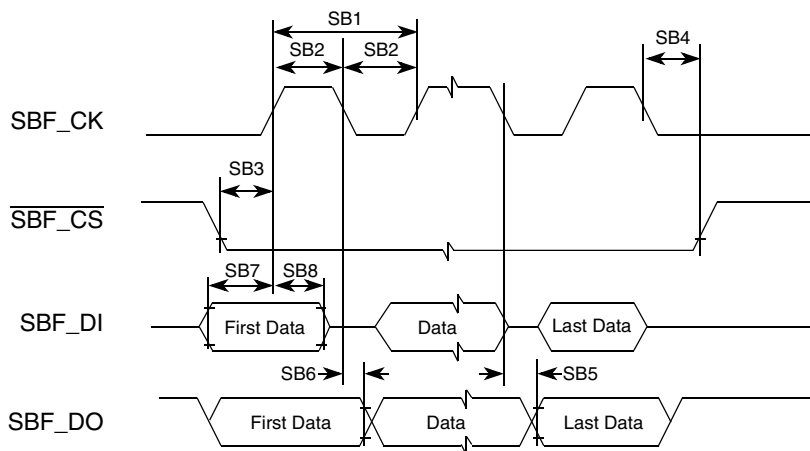 SB1
SB2 SB2 SB4
SBF_CK
SB3
SBF_CS
SB7 SB8
SBF_DI First Data Data Last Data
SB6 SB5
SBF_DO First Data Data Last Data